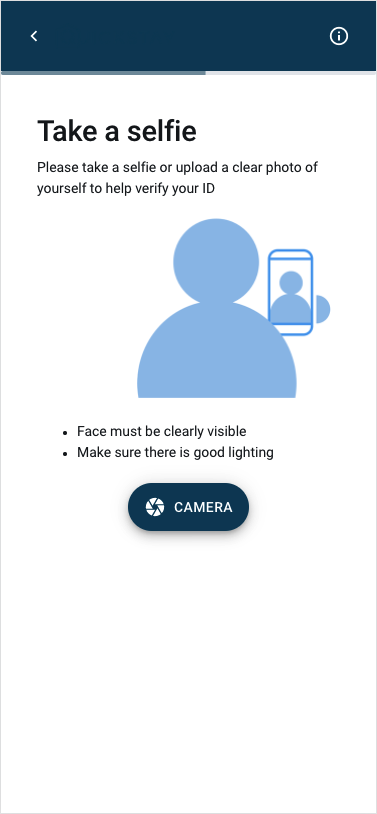 Take a selfie
Please take a selfie or upload a clear photo of
yourself to help verify your ID
• Face must be clearly visible
• Make sure there is good lighting
CAMERA